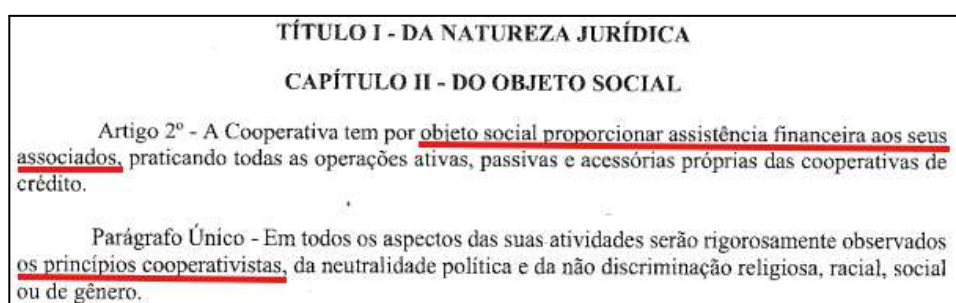 TÍTULO I - DA NATUREZA JURÍDICA
CAPÍTULO II - DO OBJETO SOCIAL
Artigo 2º - A Cooperativa tem por objeto social proporcionar assistência financeira aos seus
associados, praticando todas as operações ativas, passivas e acessórias próprias das cooperativas de
crédito.
Parágrafo Único - Em todos os aspectos das suas atividades serão rigorosamente observados
os princípios cooperativistas, da neutralidade política e da não discriminação religiosa, racial, social
ou de gênero.